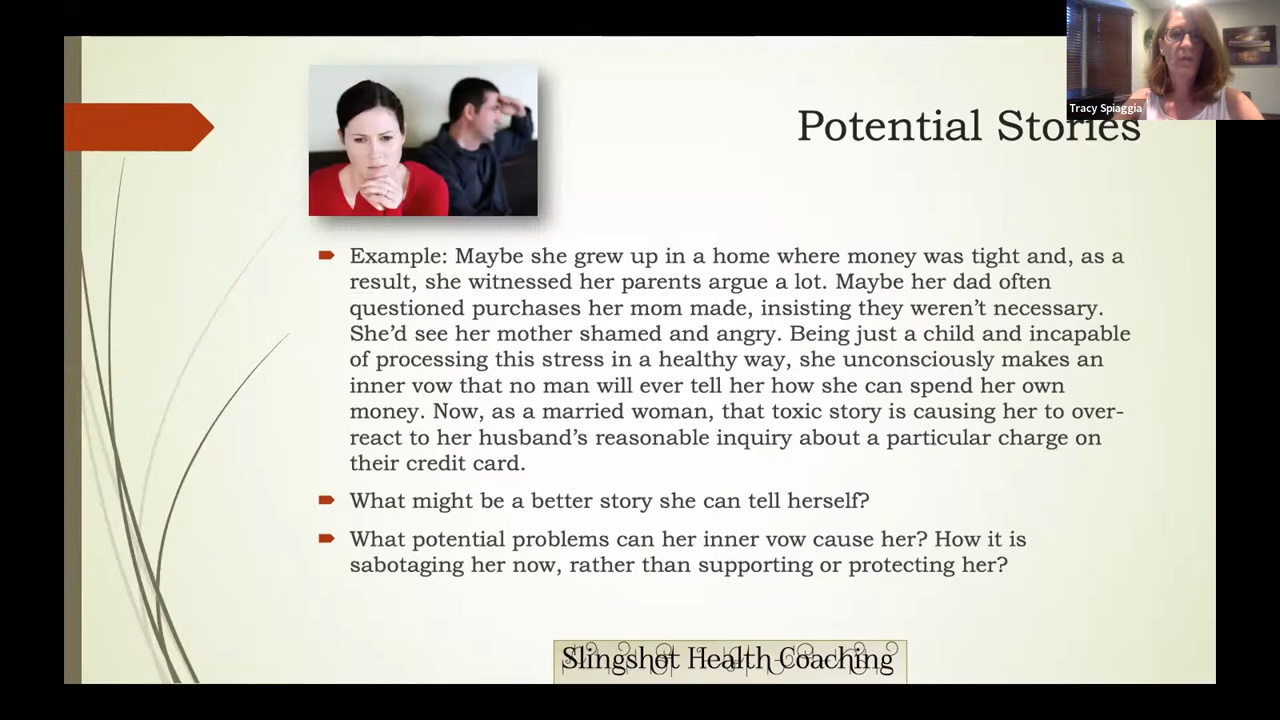 Tracy Spiaggia
Potential Stories
Example: Maybe she grew up in a home where money was tight and, as a
result, she witnessed her parents argue a lot. Maybe her dad often
questioned purchases her mom made, insisting they weren’t necessary.
She’d see her mother shamed and angry. Being just a child and incapable
of processing this stress in a healthy way, she unconsciously makes an
inner vow that no man will ever tell her how she can spend her own
money. Now, as a married woman, that toxic story is causing her to over-
react to her husband’s reasonable inquiry about a particular charge on
their credit card.
What might be a better story she can tell herself?
What potential problems can her inner vow cause her? How it is
sabotaging her now, rather than supporting or protecting her?
Slingshot Health Coaching